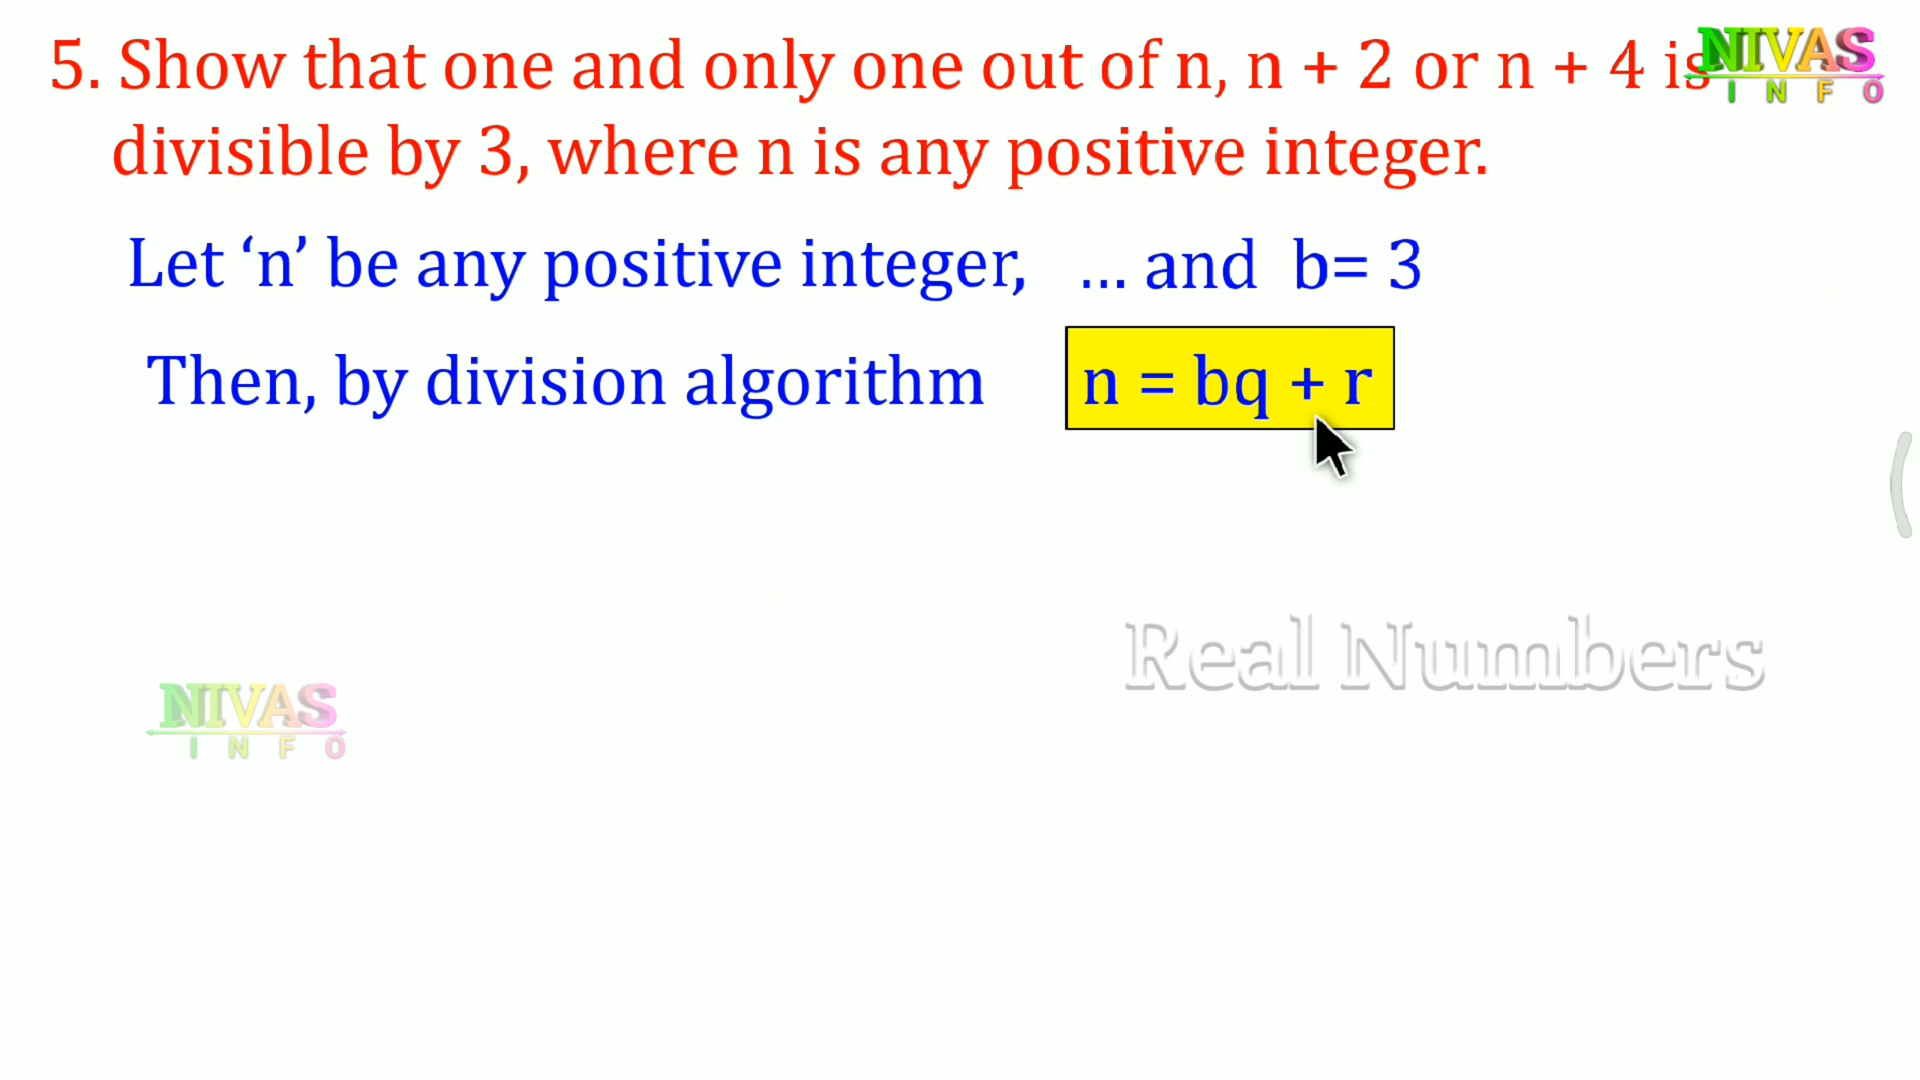 5. Show that one and only one out of n, n + 2 or n + 4 is
NIVAS
INFO
divisible by 3, where n is any positive integer.
Let ‘n’ be any positive integer, ... and b= 3
Then, by division algorithm n = bq + r
Real Numbers
NIVAS
INFO